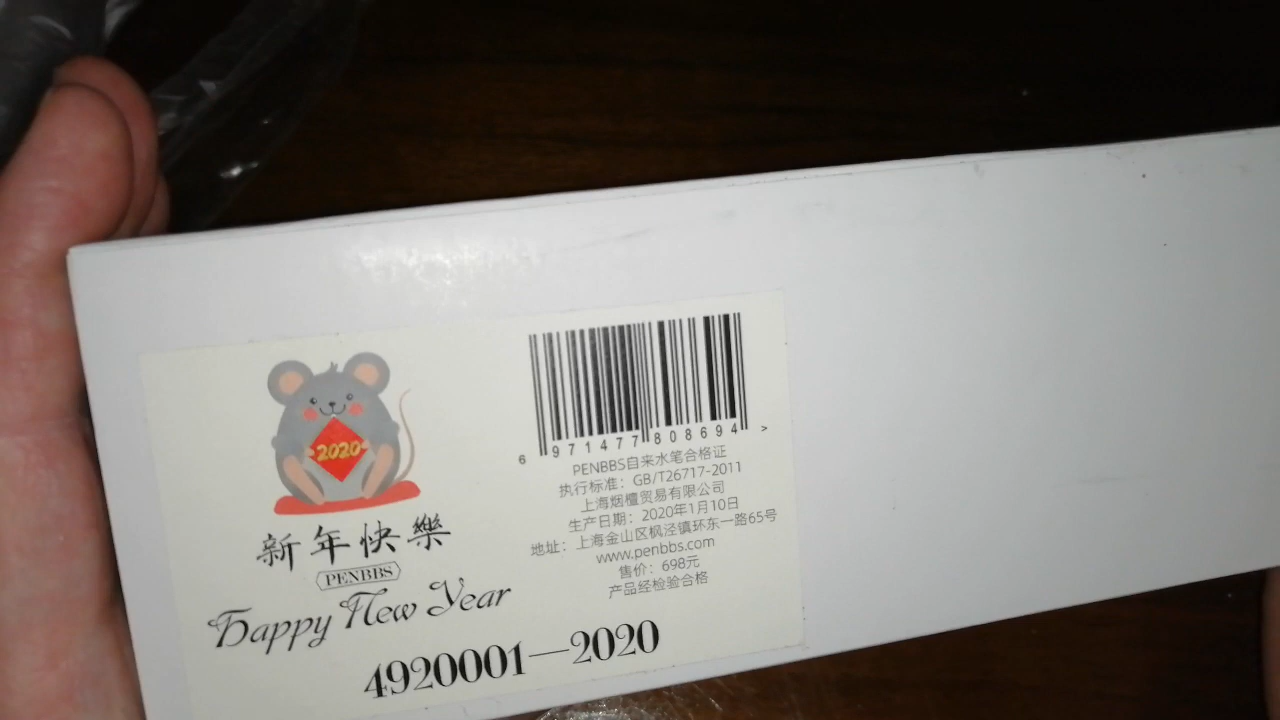 2020
新年快樂
PENBBS
Happy New Year
6 971477 808694 >
PENBBS自来水笔合格证
执行标准：GB/T26717-2011
上海烟檀贸易有限公司
生产日期：2020年1月10日
地址：上海金山区枫泾镇环东一路65号
www.penbbs.com
售价：698元
产品经检验合格
4920001—2020